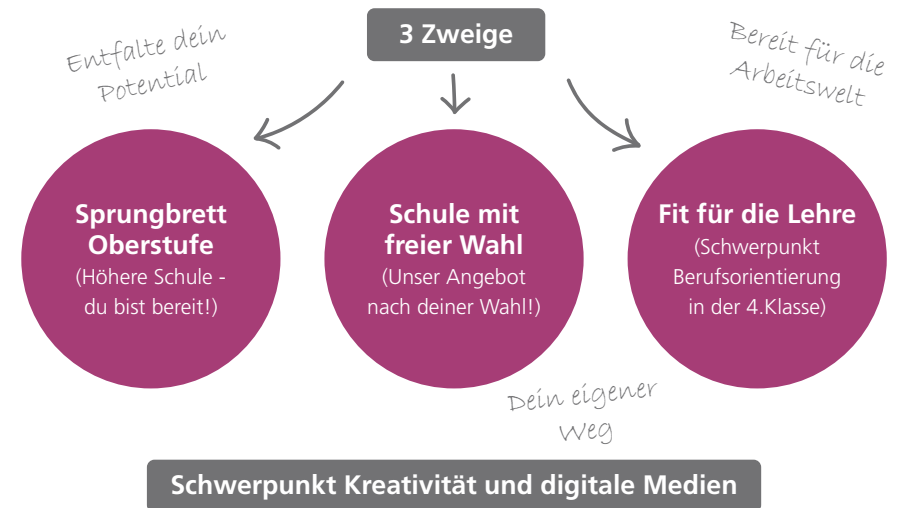 3 Zweige
Entfalte dein
Potential
Bereit für die
Arbeitswelt
Sprungbrett
Oberstufe
(Höhere Schule -
du bist bereit!)
Schule mit
freier Wahl
(Unser Angebot
nach deiner Wahl!)
Fit für die Lehre
(Schwerpunkt
Berufsorientierung
in der 4.Klasse)
Dein eigener
Weg
Schwerpunkt Kreativität und digitale Medien